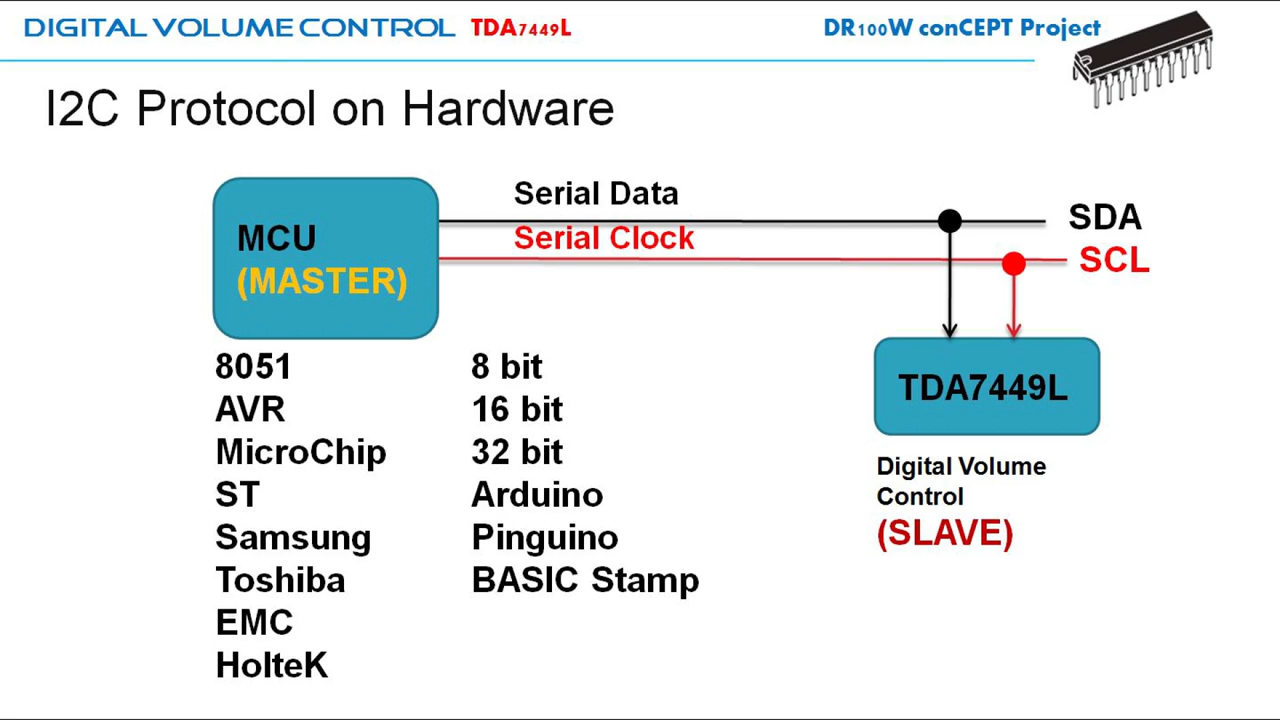 DIGITAL VOLUME CONTROL TDA7449L
DR100W conCEPT Project
I2C Protocol on Hardware
Serial Data
SDA
Serial Clock
SCL
MCU
(MASTER)
8051
AVR
MicroChip
ST
Samsung
Toshiba
EMC
HolteK
8 bit
16 bit
32 bit
Arduino
Pinguino
BASIC Stamp
TDA7449L
Digital Volume
Control
(SLAVE)